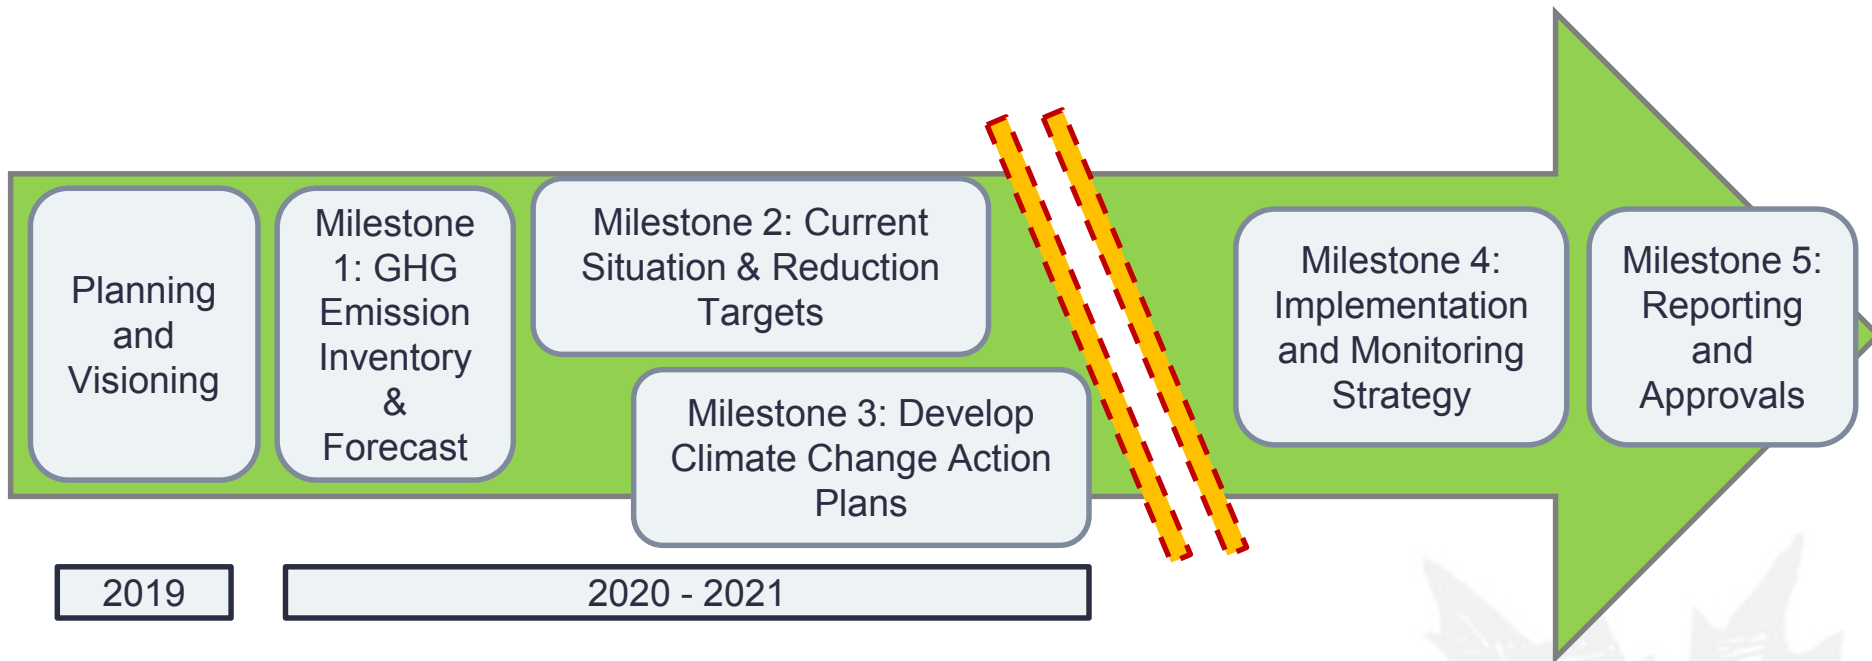 Planning
and
Visioning
Milestone
1: GHG
Emission
Inventory
&
Forecast
Milestone 2: Current
Situation & Reduction
Targets
Milestone 3: Develop
Climate Change Action
Plans
Milestone 4:
Implementation
and Monitoring
Strategy
Milestone 5:
Reporting
and
Approvals
2019
2020 - 2021